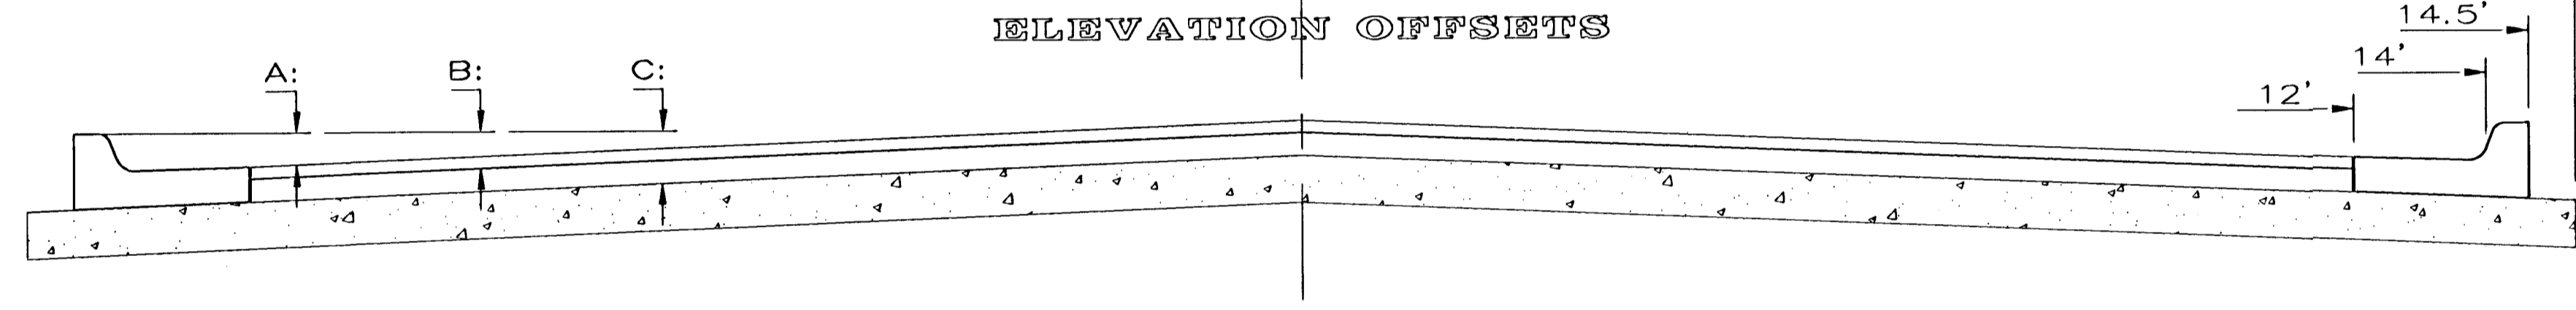 ELEVATION OFFSETS
A:
B:
C:
14.5'
14'
12'